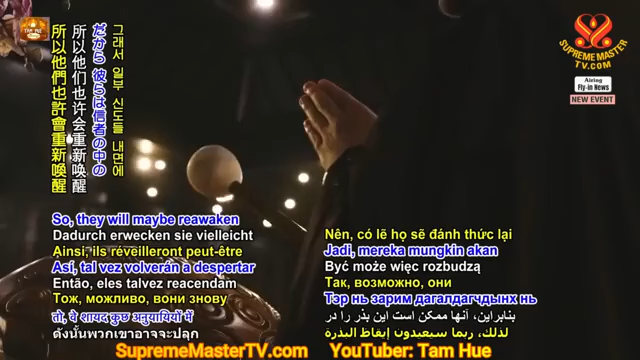 TAM HUE
그래서 일부 신도들 내면에
だから 彼らは信者の中の
所以他们也许会重新唤醒
所以他們也許會重新喚醒
SUPREME MASTER
TV.COM
Airing
Fly-in News
NEW EVENT
So, they will maybe reawaken
Dadurch erwecken sie vielleicht
Ainsi, ils réveilleront peut-être
Así, tal vez volverán a despertar
Então, eles talvez reacendam
Тож, можливо, вони знову
तो, वे शायद कुछ अनुयायियों में
ดังนั้นพวกเขาอาจจะปลุก
Nên, có lẽ họ sẽ đánh thức lại
Jadi, mereka mungkin akan
Być może więc rozbudzą
Так, возможно, они
Тэр нь зарим дагалдагчдынх нь
بنابراین، آنها ممکن است این بذر را در
لذلك، ربما سيعيدون إيقاظ البذرة
SupremeMasterTV.com
YouTuber: Tam Hue